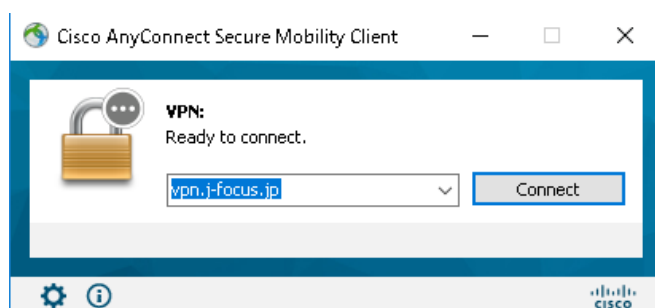 Cisco AnyConnect Secure Mobility Client
VPN:
Ready to connect.
vpn.j-focus.jp
Connect
cisco